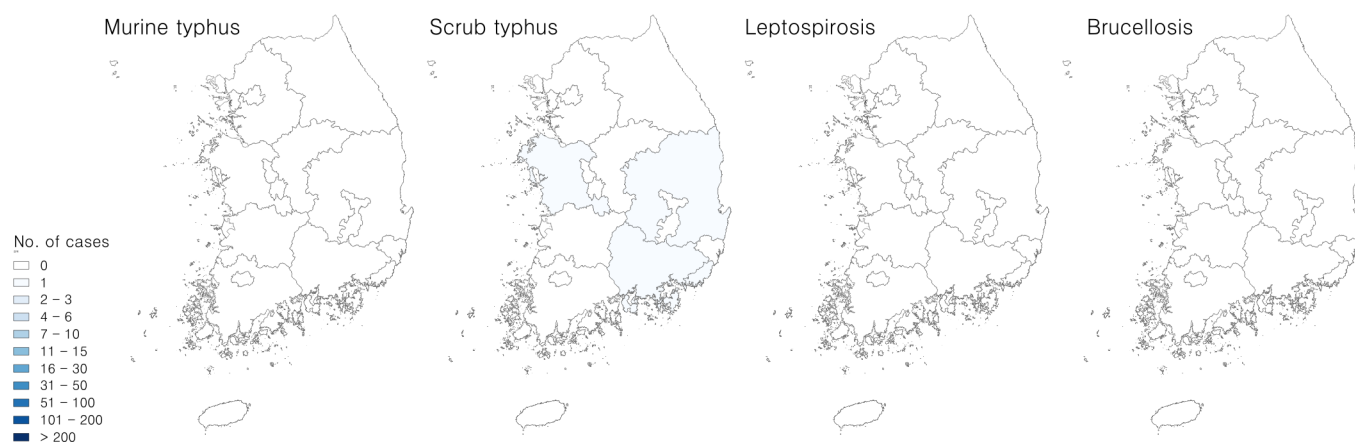 Murine typhus
Scrub typhus
Leptospirosis
Brucellosis
No. of cases
0
1
2 – 3
4 – 6
7 – 10
11 – 15
16 – 30
31 – 50
51 – 100
101 – 200
> 200